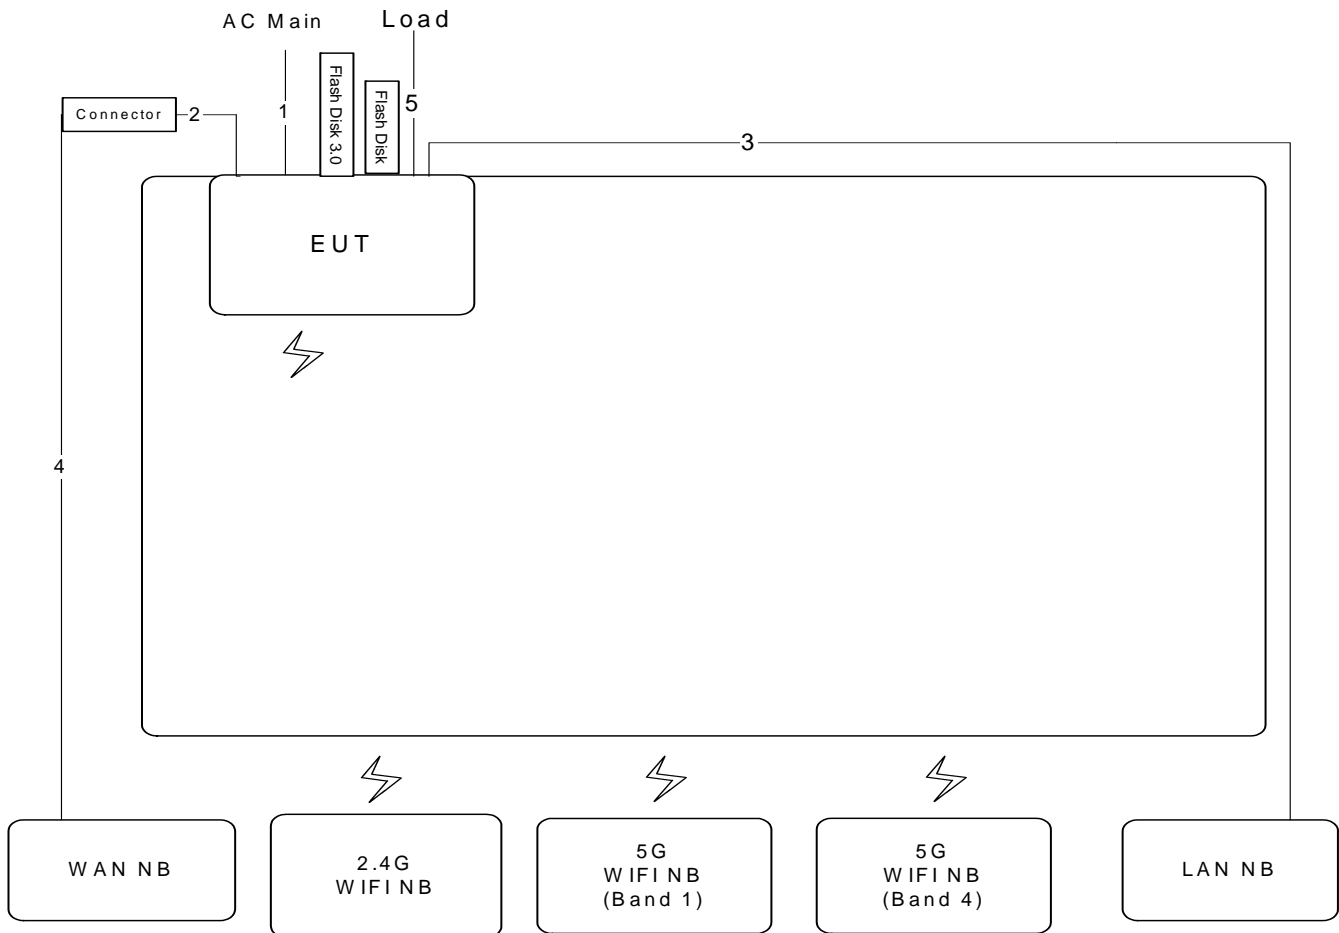 AC Main
Load
Flash Disk 3.0
Flash Disk
Connector
2
1
5
3
EUT
4
WAN NB
2.4G
WIFI NB
5G
WIFI NB
(Band 1)
5G
WIFI NB
(Band 4)
LAN NB